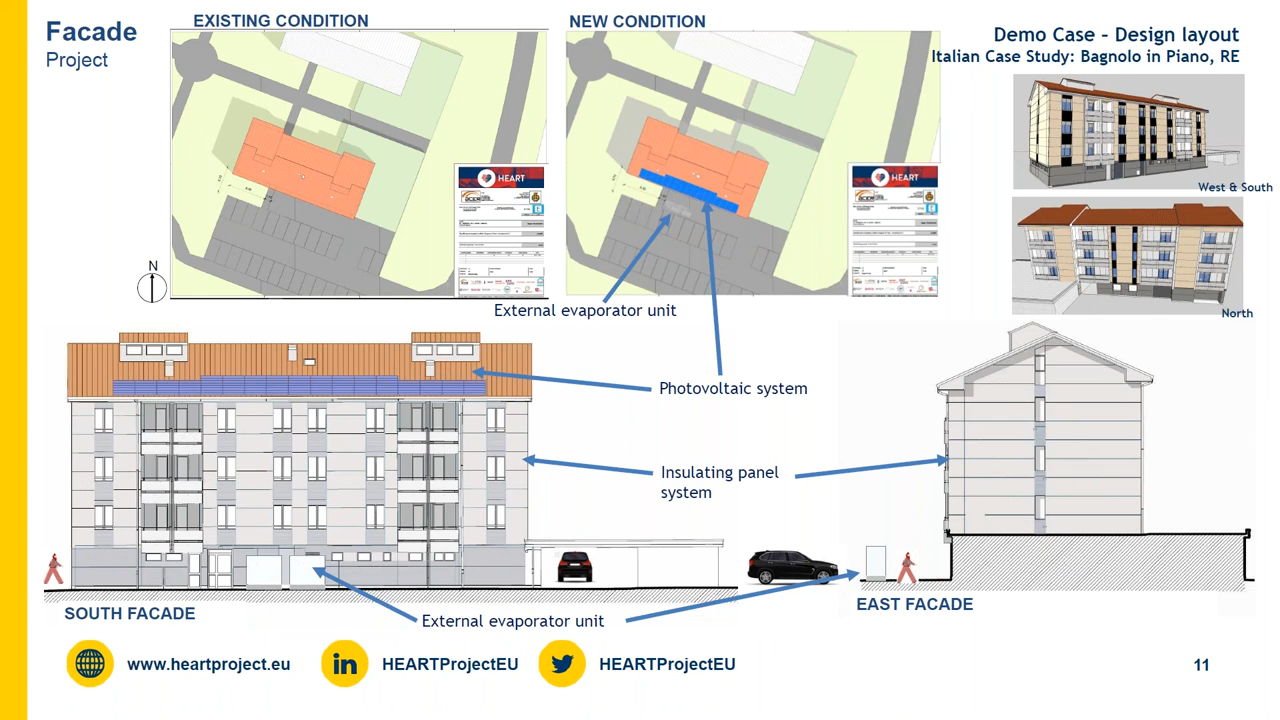 Facade
Project
EXISTING CONDITION
NEW CONDITION
Demo Case – Design layout
Italian Case Study: Bagnolo in Piano, RE
HEART
HEART
West & South
North
N
External evaporator unit
Photovoltaic system
Insulating panel
system
SOUTH FACADE
External evaporator unit
EAST FACADE
www.heartproject.eu
in
HEARTProjectEU
HEARTProjectEU
11